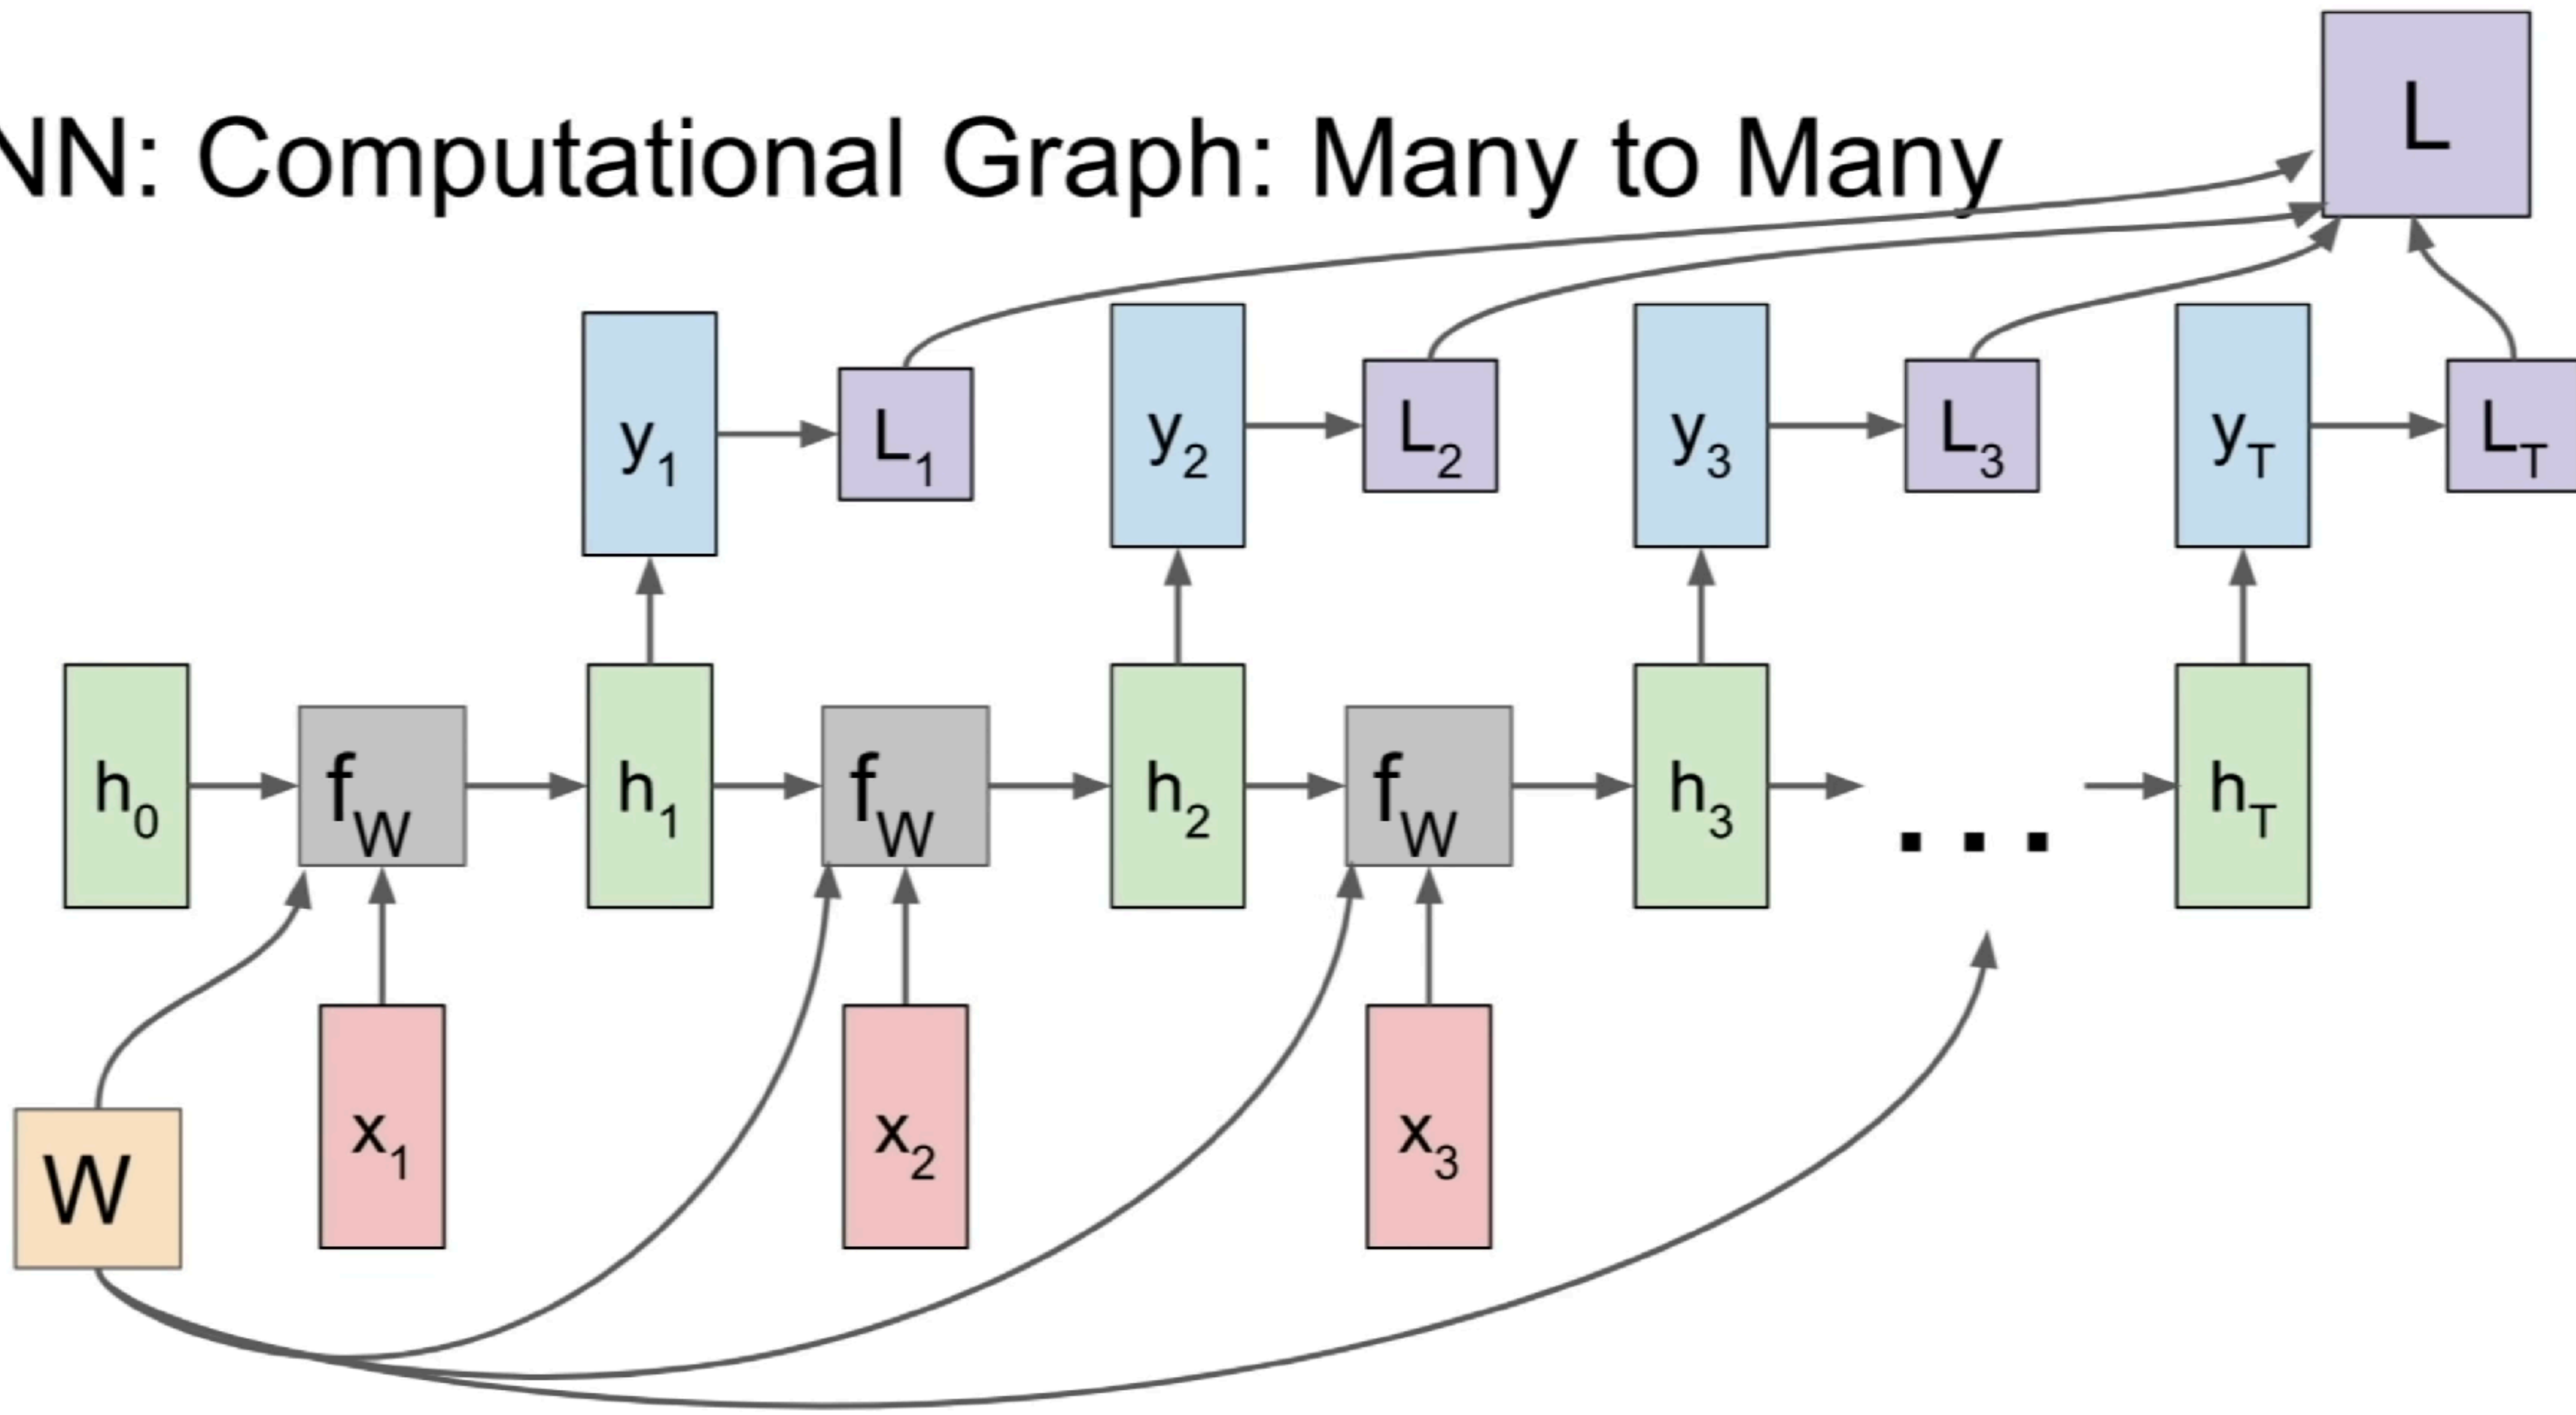 NN: Computational Graph: Many to Many
L
y1
L1
y2
L2
y3
L3
yT
LT
h0
fW
h1
fW
h2
fW
h3
...
hT
W
x1
x2
x3